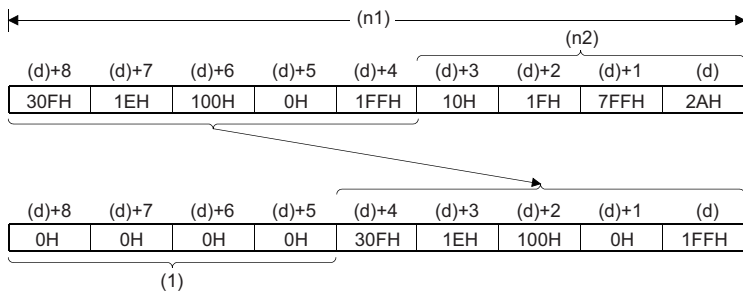 (n1)
(n2)
(d)+8 (d)+7 (d)+6 (d)+5 (d)+4 (d)+3 (d)+2 (d)+1 (d)
30FH 1EH 100H 0H 1FFH 10H 1FH 7FFH 2AH
(d)+8 (d)+7 (d)+6 (d)+5 (d)+4 (d)+3 (d)+2 (d)+1 (d)
0H 0H 0H 0H 30FH 1EH 100H 0H 1FFH
(1)